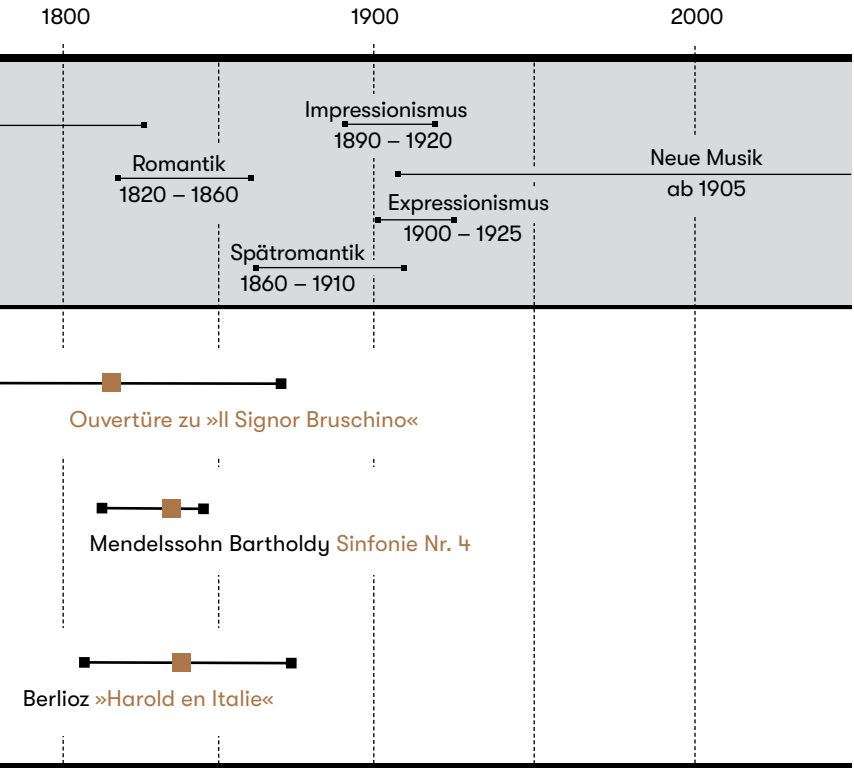 1800 1900 2000
Impressionismus
1890 – 1920
Romantik
1820 – 1860
Neue Musik
ab 1905
Expressionismus
1900 – 1925
Spätromantik
1860 – 1910
Ouvertüre zu »Il Signor Bruschino«
Mendelssohn Bartholdy Sinfonie Nr. 4
Berlioz »Harold en Italie«